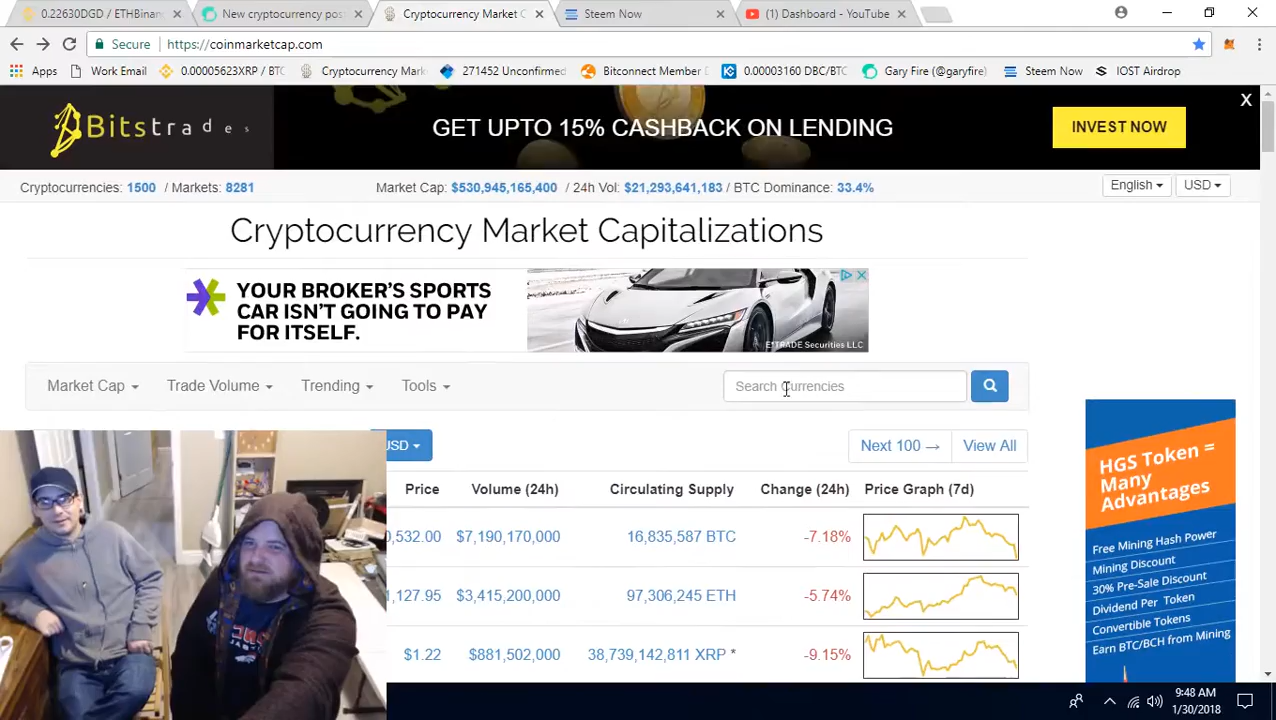 0.22630DGD / ETHBinanc
New cryptocurrency post
Cryptocurrency Market C
Steem Now
(1) Dashboard - YouTube
Secure
https://coinmarketcap.com
Apps
Work Email
0.00005623XRP / BTC
Cryptocurrency Mark
271452 Unconfirmed
Bitconnect Member D
0.00003160 DBC/BTC
Gary Fire (@garyfire)
Steem Now
IOST Airdrop
Bitstrades
GET UPTO 15% CASHBACK ON LENDING
INVEST NOW
X
Cryptocurrencies: 1500 / Markets: 8281
Market Cap: $530,945,165,400 / 24h Vol: $21,293,641,183 / BTC Dominance: 33.4%
English
USD
Cryptocurrency Market Capitalizations
YOUR BROKER'S SPORTS
CAR ISN'T GOING TO PAY
FOR ITSELF.
E*TRADE Securities LLC
Market Cap
Trade Volume
Trending
Tools
Search Currencies
USD
Next 100 →
View All
Price
Volume (24h)
Circulating Supply
Change (24h)
Price Graph (7d)
0,532.00 $7,190,170,000 16,835,587 BTC -7.18%
1,127.95 $3,415,200,000 97,306,245 ETH -5.74%
$1.22 $881,502,000 38,739,142,811 XRP * -9.15%
HGS Token =
Many
Advantages
Free Mining Hash Power
Mining Discount
30% Pre-Sale Discount
Dividend Per Token
Convertible Tokens
Earn BTC/BCH from Mining
9:48 AM
1/30/2018